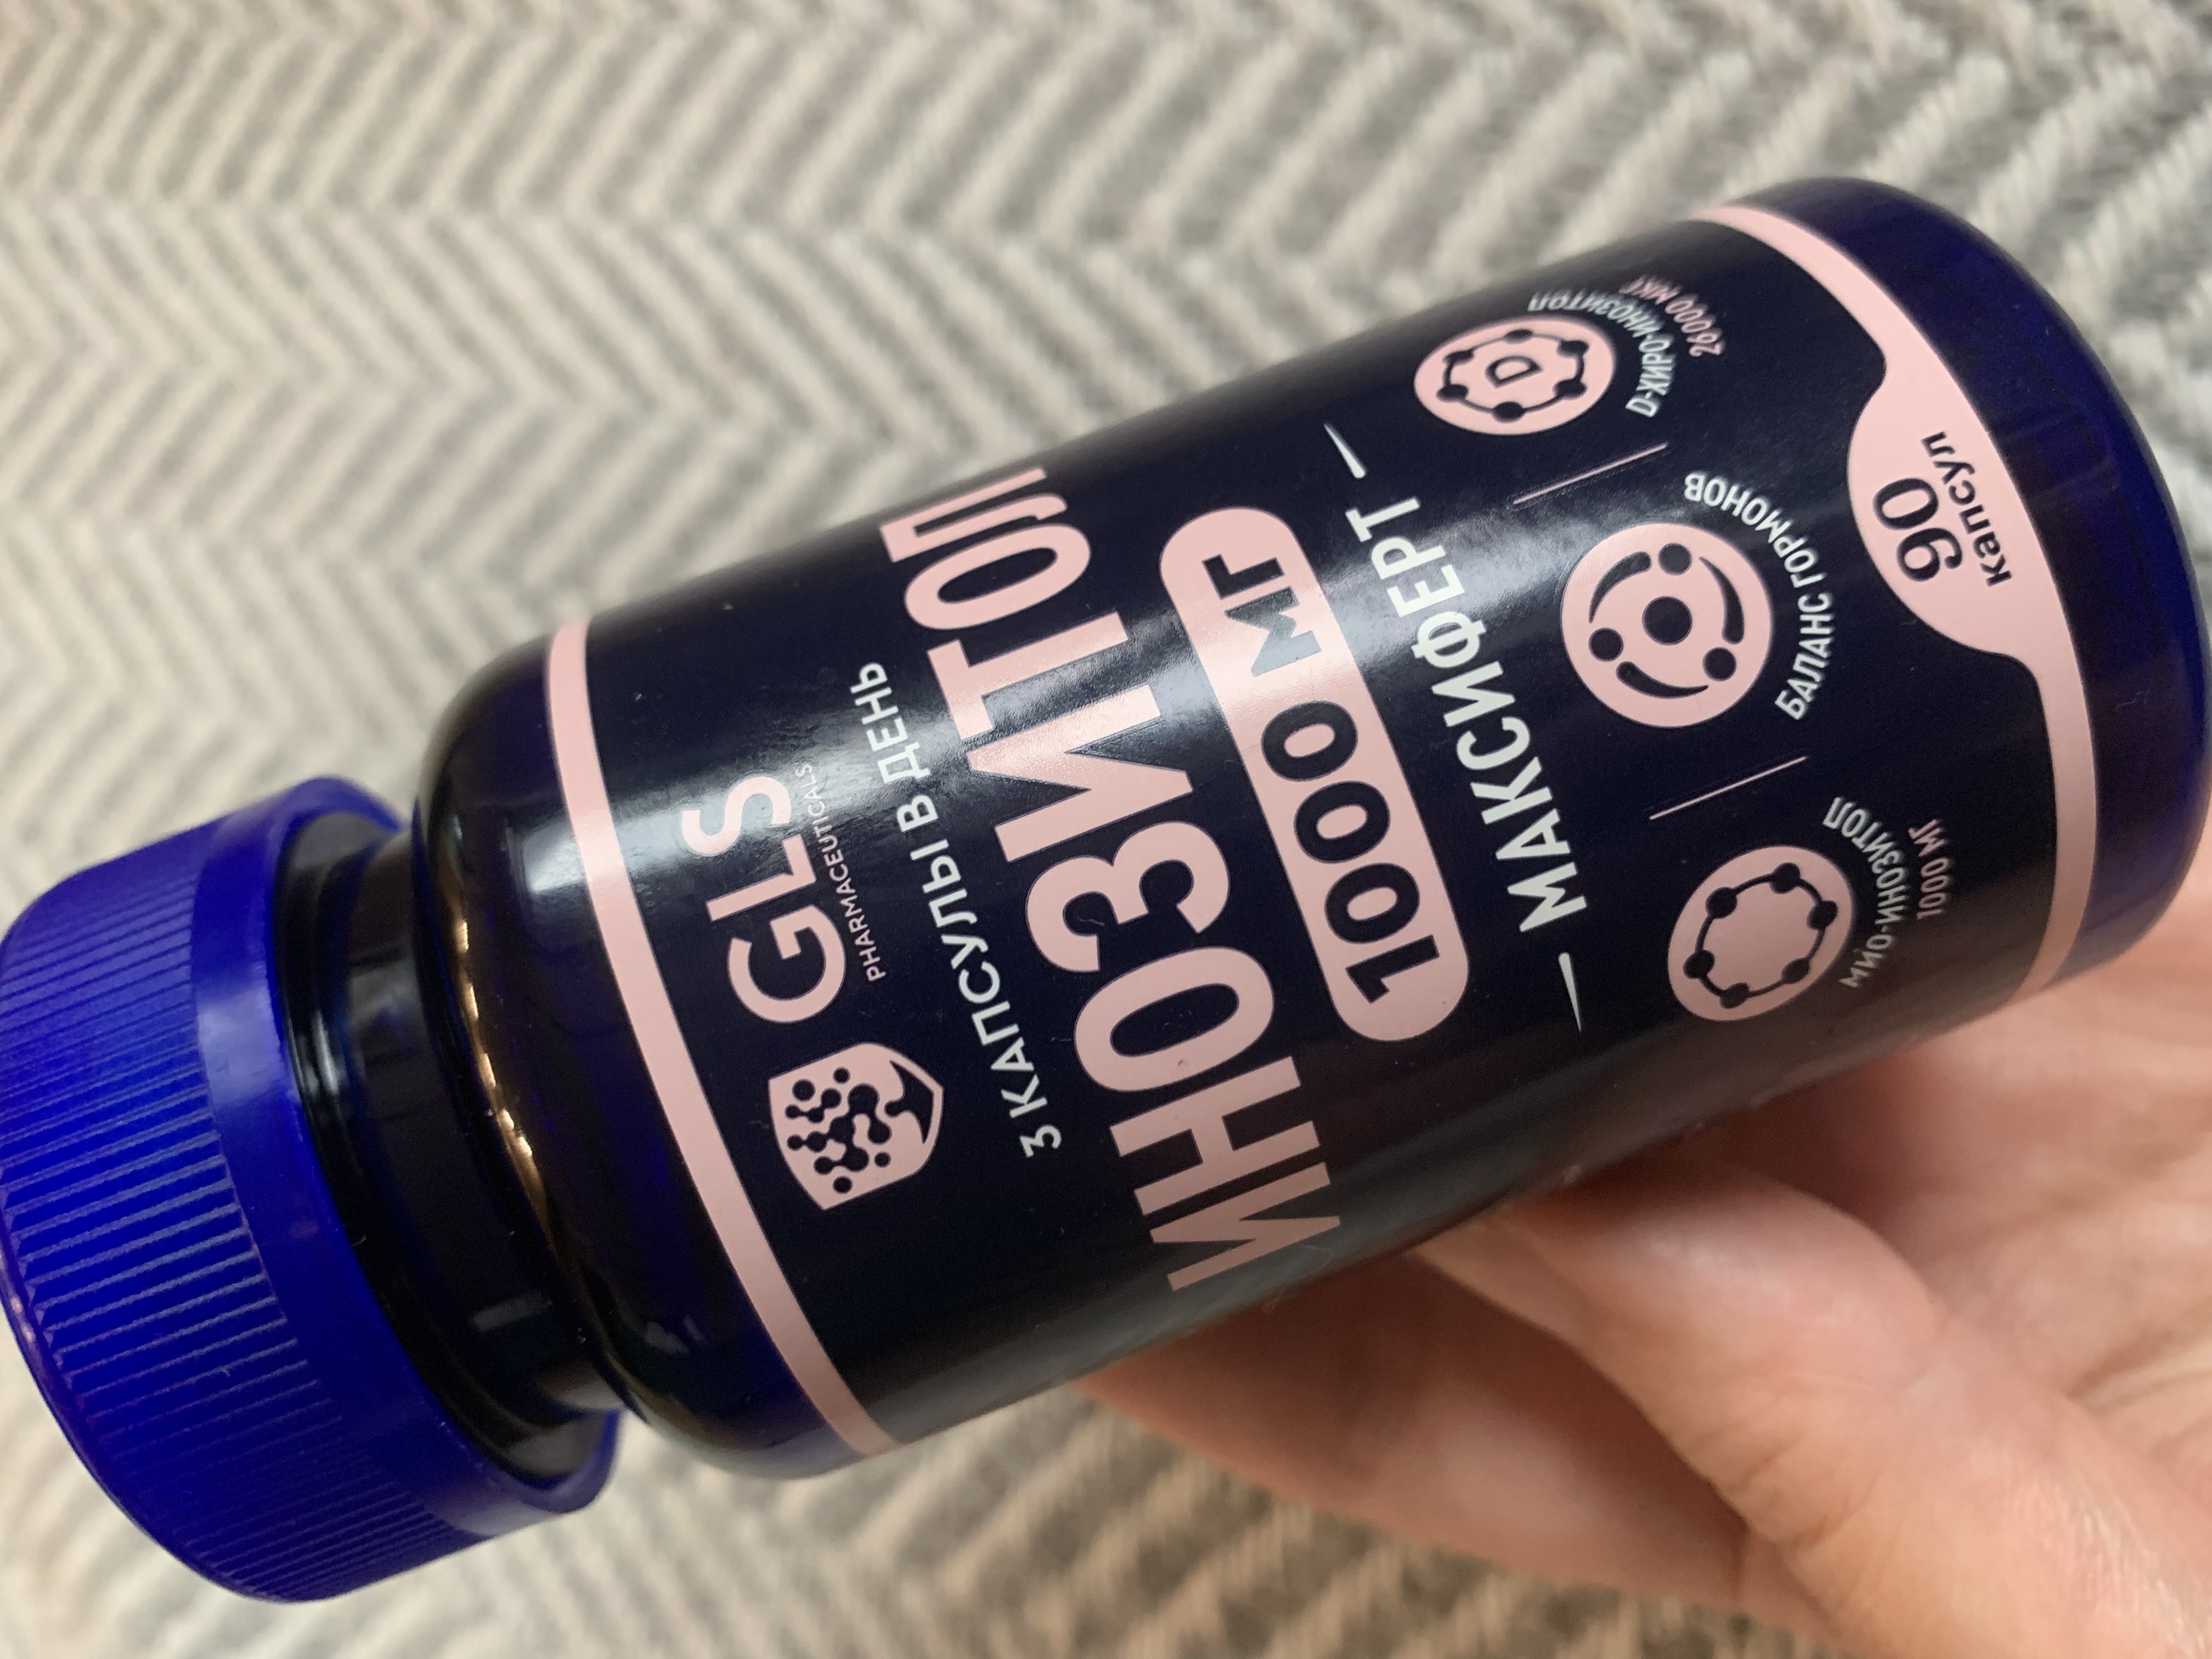 GLS
PHARMACEUTICALS
3 КАПСУЛЫ В ДЕНЬ
ИНОЗИТОЛ
1000 МГ
— МАКСИФЕРТ —
МИО-ИНОЗИТОЛ
1000 МГ
БАЛАНС ГОРМОНОВ
D
D-ХИРО-ИНОЗИТОЛ
260000 МКГ
90
капсул